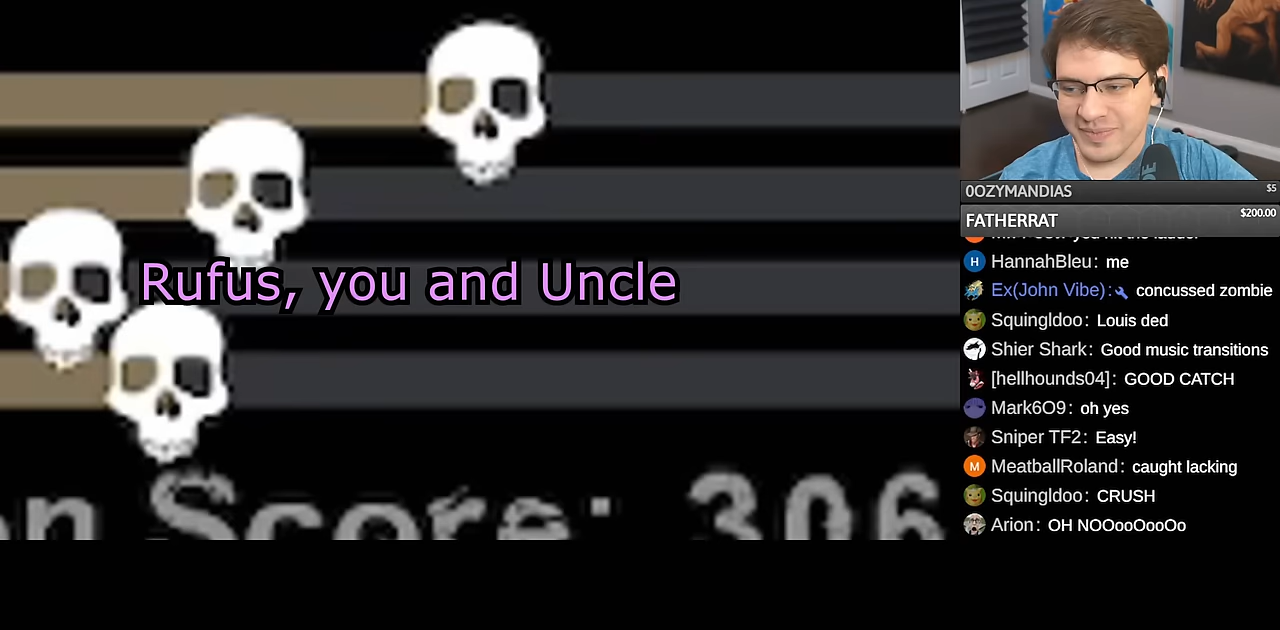 Rufus, you and Uncle
on Score: 306
0OZYMANDIAS $5
FATHERRAT $200.00
HannahBleu: me
Ex(John Vibe): concussed zombie
Squingldoo: Louis ded
Shier Shark: Good music transitions
[hellhounds04]: GOOD CATCH
Mark6O9: oh yes
Sniper TF2: Easy!
MeatballRoland: caught lacking
Squingldoo: CRUSH
Arion: OH NOOooOooOo